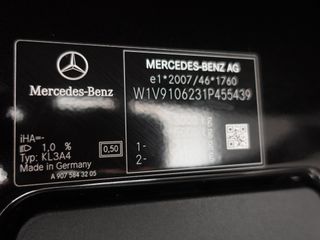 MERCEDES-BENZ AG
e1*2007/46*1760
W1V9106231P455439
Mercedes-Benz
iHA=-
1.0 %
0,50
Typ: KL3A4
Made in Germany
A 907 584 32 05
1-
2-